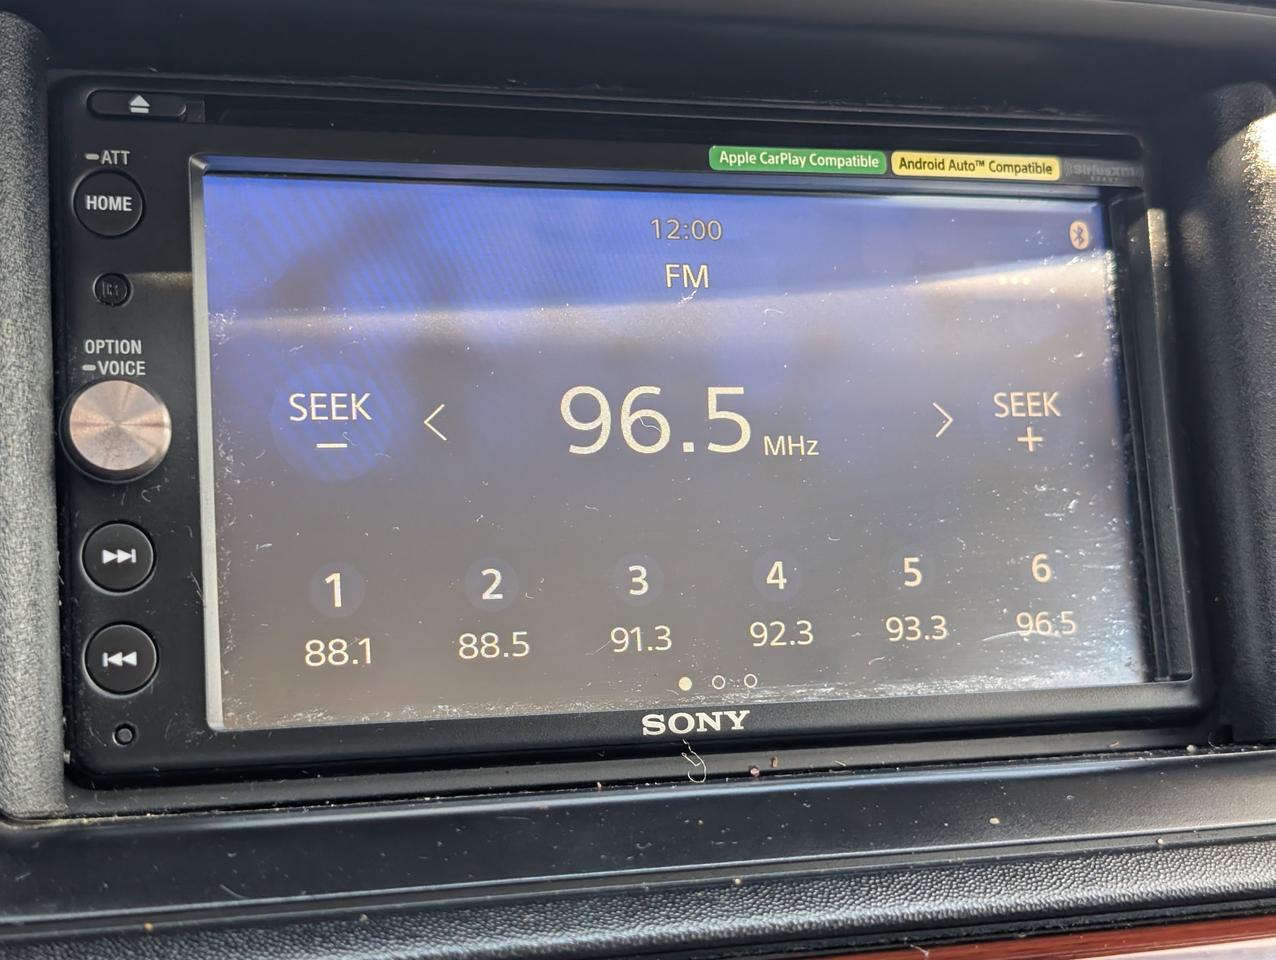 ATT
HOME
OPTION
VOICE
Apple CarPlay Compatible
Android Auto™ Compatible
siriusxm
12:00
FM
SEEK
–
<
96.5 MHz
>
SEEK
+
1
2
3
4
5
6
88.1
88.5
91.3
92.3
93.3
96.5
SONY